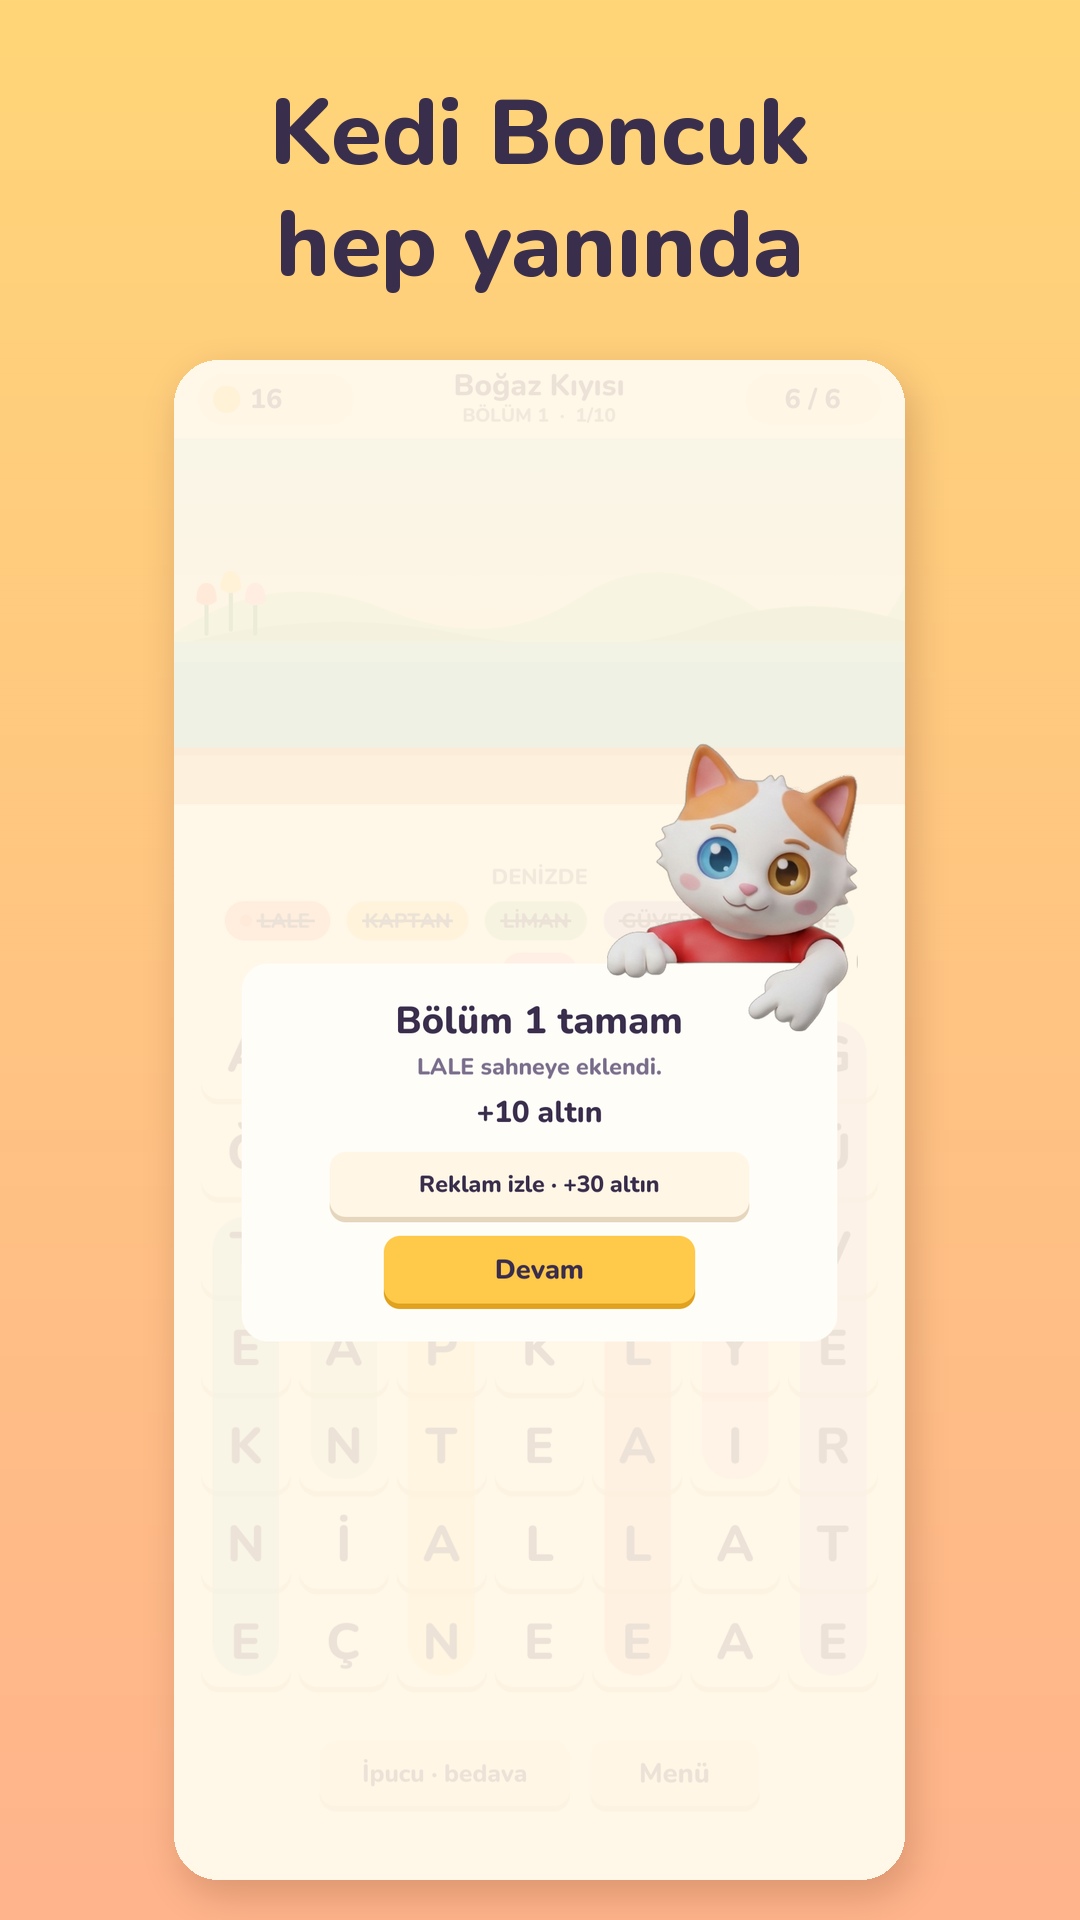 Kedi Boncuk
hep yanında
16
Boğaz Kıyısı
6 / 6
BÖLÜM 1 · 1/10
DENİZDE
LALE KAPTAN LİMAN
Bölüm 1 tamam
LALE sahneye eklendi.
+10 altın
Reklam izle · +30 altın
Devam
E A P K L Y E
K N T E A I R
N İ A L L A T
E Ç N E E A E
İpucu · bedava Menü